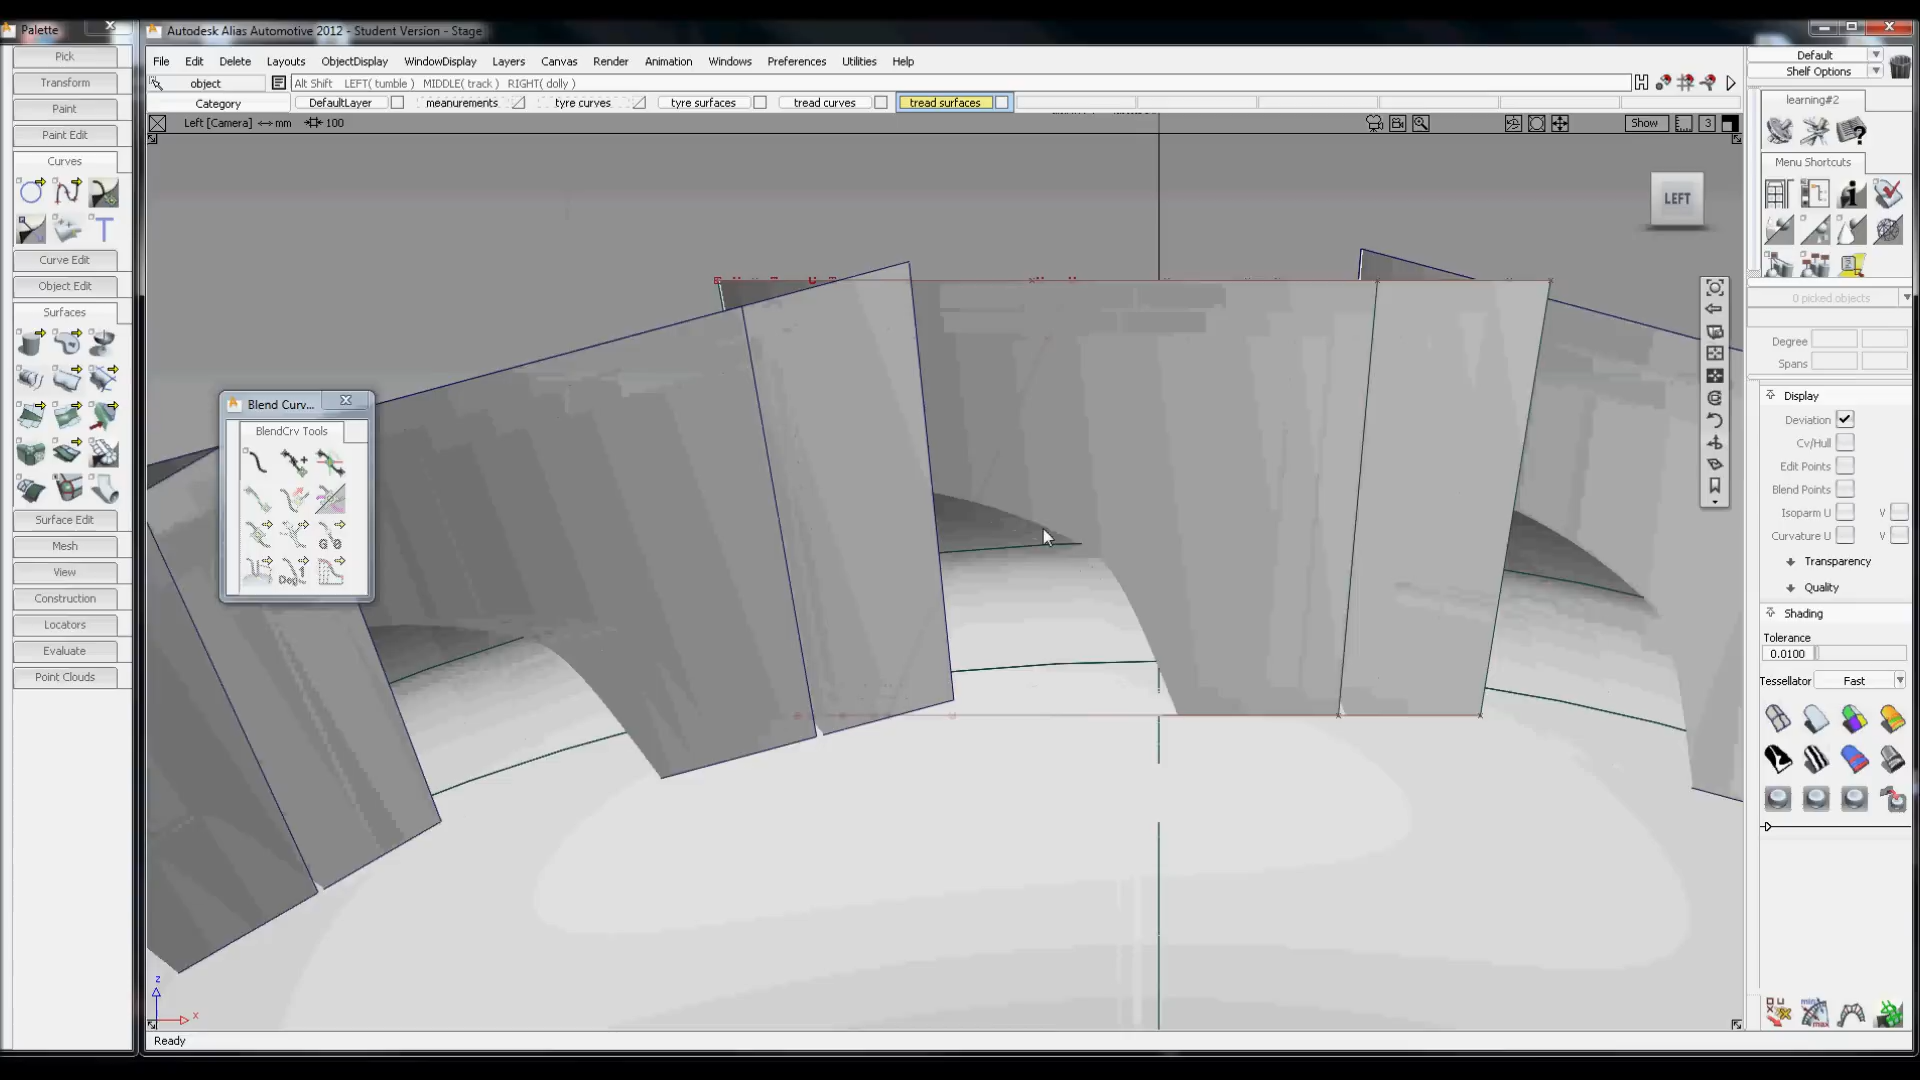 Palette
Autodesk Alias Automotive 2012 - Student Version - Stage
Pick
File Edit Delete Layouts ObjectDisplay WindowDisplay Layers Canvas Render Animation Windows Preferences Utilities Help
Default
Shelf Options
Transform
object
Alt Shift LEFT( tumble ) MIDDLE( track ) RIGHT( dolly )
Paint
Category DefaultLayer meanurements tyre curves tyre surfaces tread curves tread surfaces
learning#2
Paint Edit
Left [Camera] mm 100
Show
3
Curves
Menu Shortcuts
LEFT
Curve Edit
Object Edit
0 picked objects
Surfaces
Degree
Spans
Blend Curv...
Display
BlendCrv Tools
Deviation
Cv/Hull
Edit Points
Blend Points
Isoparm U V
Curvature U V
Surface Edit
Mesh
Transparency
View
Quality
Construction
Shading
Locators
Tolerance
0.0100
Evaluate
Tessellator Fast
Point Clouds
z
x
Ready